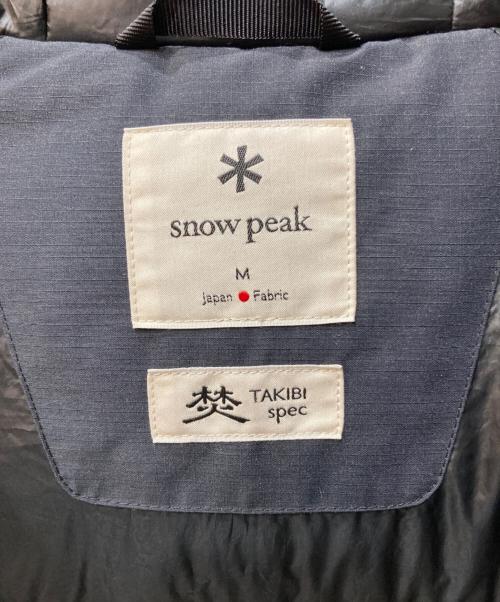 snow peak
M
Japan Fabric
焚 TAKIBI
spec